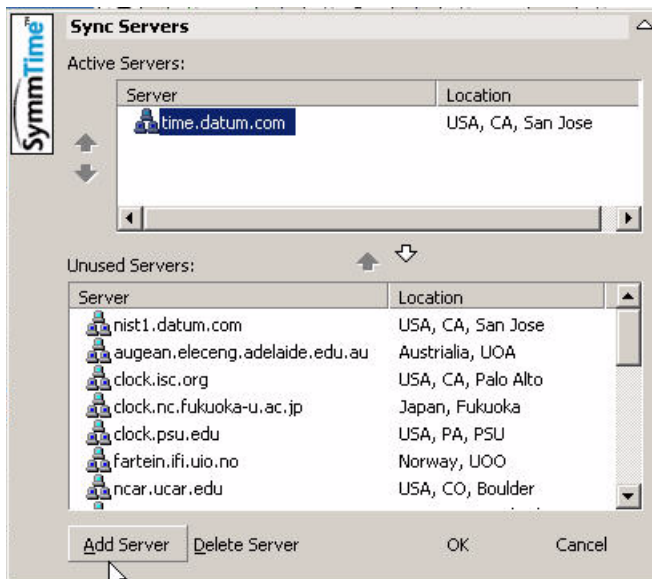 SymmTime™
Sync Servers
Active Servers:
Server Location
time.datum.com USA, CA, San Jose
Unused Servers:
Server Location
nist1.datum.com USA, CA, San Jose
augean.eleceng.adelaide.edu.au Austrialia, UOA
clock.isc.org USA, CA, Palo Alto
clock.nc.fukuoka-u.ac.jp Japan, Fukuoka
clock.psu.edu USA, PA, PSU
fartein.ifi.uio.no Norway, UOO
ncar.ucar.edu USA, CO, Boulder
Add Server Delete Server OK Cancel